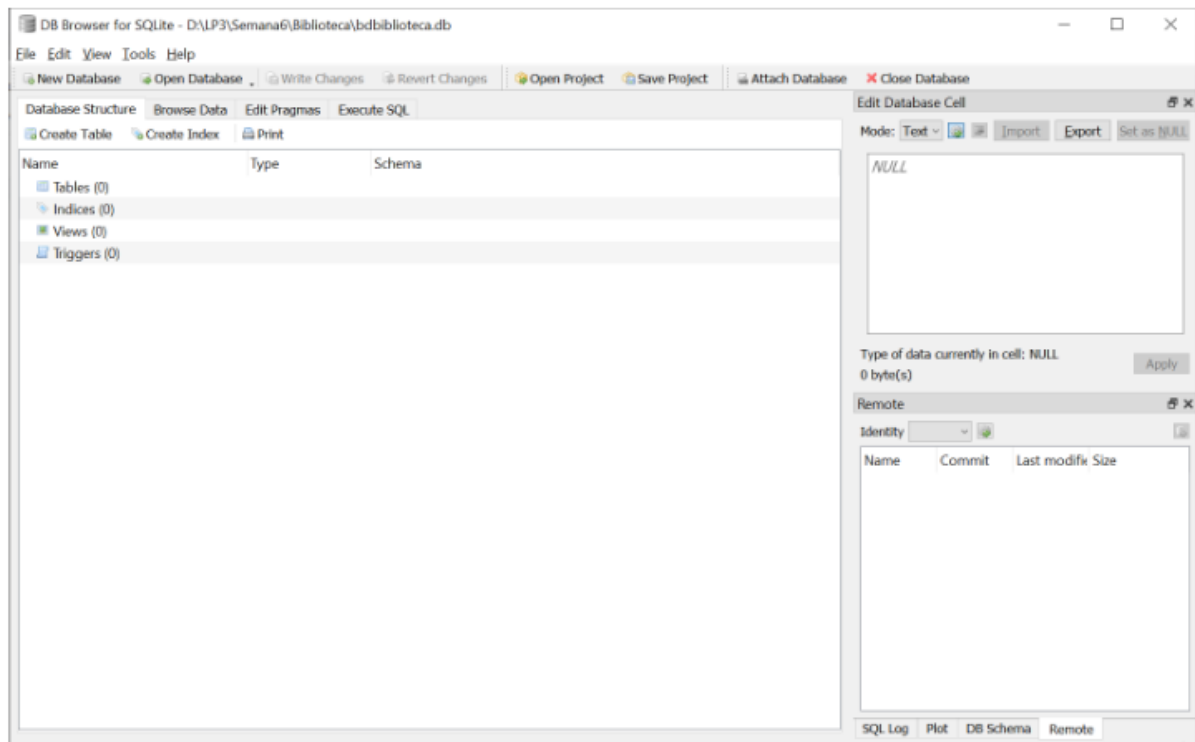 DB Browser for SQLite - D:\LP3\Semana6\Biblioteca\bdbiblioteca.db
File Edit View Tools Help
New Database Open Database Write Changes Revert Changes Open Project Save Project Attach Database Close Database
Database Structure Browse Data Edit Pragmas Execute SQL
Create Table Create Index Print
Name Type Schema
Tables (0)
Indices (0)
Views (0)
Triggers (0)
Edit Database Cell
Mode: Text Import Export Set as NULL
NULL
Type of data currently in cell: NULL
0 byte(s)
Apply
Remote
Identity
Name Commit Last modifie Size
SQL Log Plot DB Schema Remote